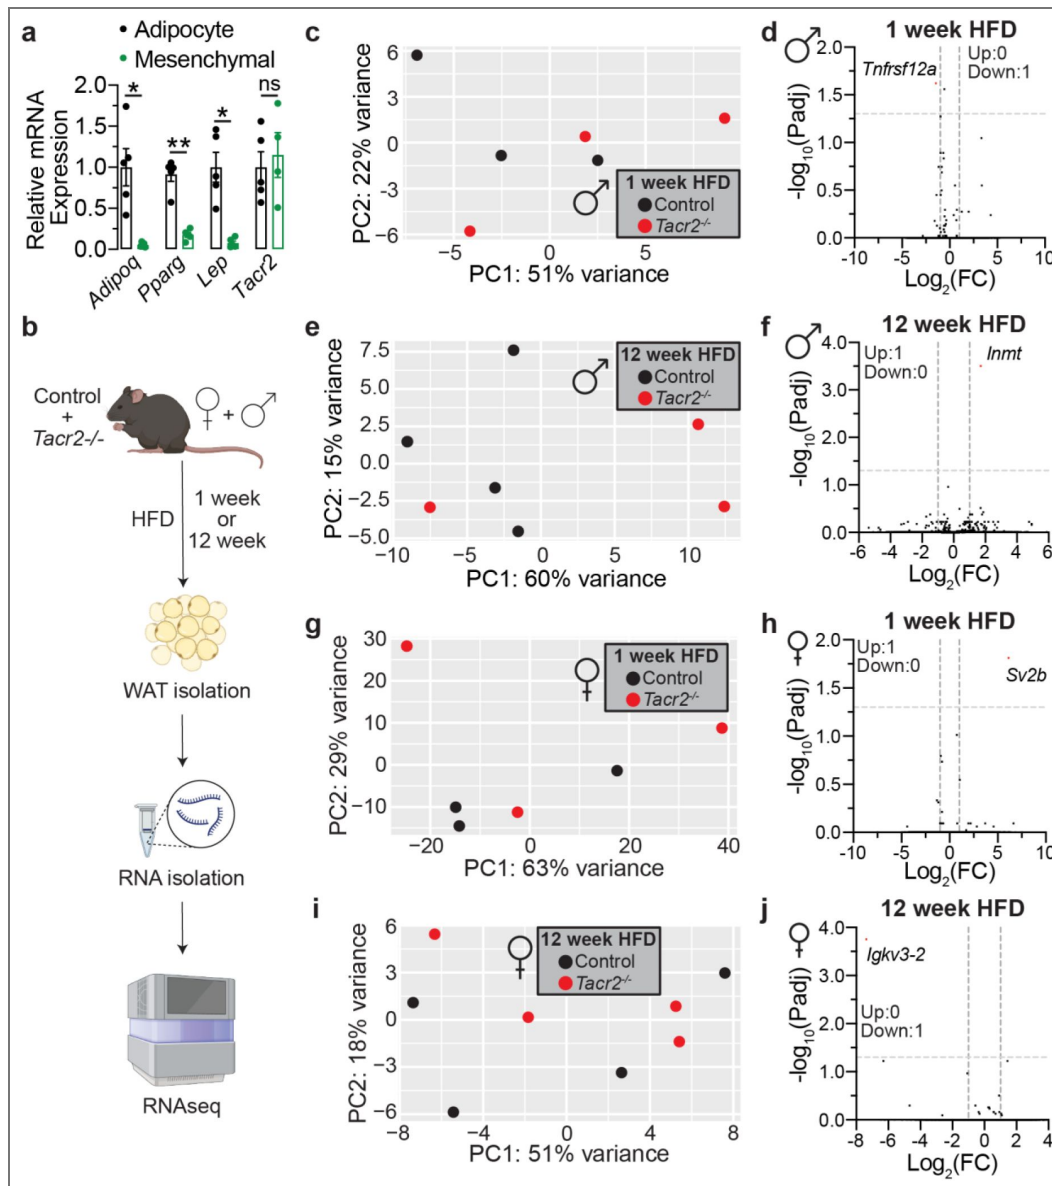 a
Adipocyte
Mesenchymal
Relative mRNA
Expression
2.0
1.5
1.0
0.5
0
*
**
*
ns
Adipoq
Pparg
Lep
Tacr2
b
Control
+
Tacr2-/-
+
HFD
1 week
or
12 week
WAT isolation
RNA isolation
RNAseq
c
PC2: 22% variance
6
3
0
−3
−6
−5
0
5
PC1: 51% variance
1 week HFD
Control
Tacr2-/-
d
1 week HFD
-log10(Padj)
2.0
1.5
1.0
0.5
0.0
Tnfrsf12a
Up:0
Down:1
-10
-5
0
5
10
Log2(FC)
e
PC2: 15% variance
7.5
5.0
2.5
0.0
−2.5
−5.0
−10
−5
0
5
10
PC1: 60% variance
12 week HFD
Control
Tacr2-/-
f
12 week HFD
-log10(Padj)
4.0
3.0
2.0
1.0
0.0
Up:1
Down:0
Inmt
-6
-4
-2
0
2
4
6
Log2(FC)
g
PC2: 29% variance
30
20
10
0
−10
−20
0
20
40
PC1: 63% variance
1 week HFD
Control
Tacr2-/-
h
1 week HFD
-log10(Padj)
2.0
1.5
1.0
0.5
0.0
Up:1
Down:0
Sv2b
-10
-5
0
5
10
Log2(FC)
i
PC2: 18% variance
6
3
0
−3
−6
−8
−4
0
4
8
PC1: 51% variance
12 week HFD
Control
Tacr2-/-
j
12 week HFD
-log10(Padj)
4.0
3.0
2.0
1.0
0.0
Igkv3-2
Up:0
Down:1
-8
-6
-4
-2
0
2
4
Log2(FC)